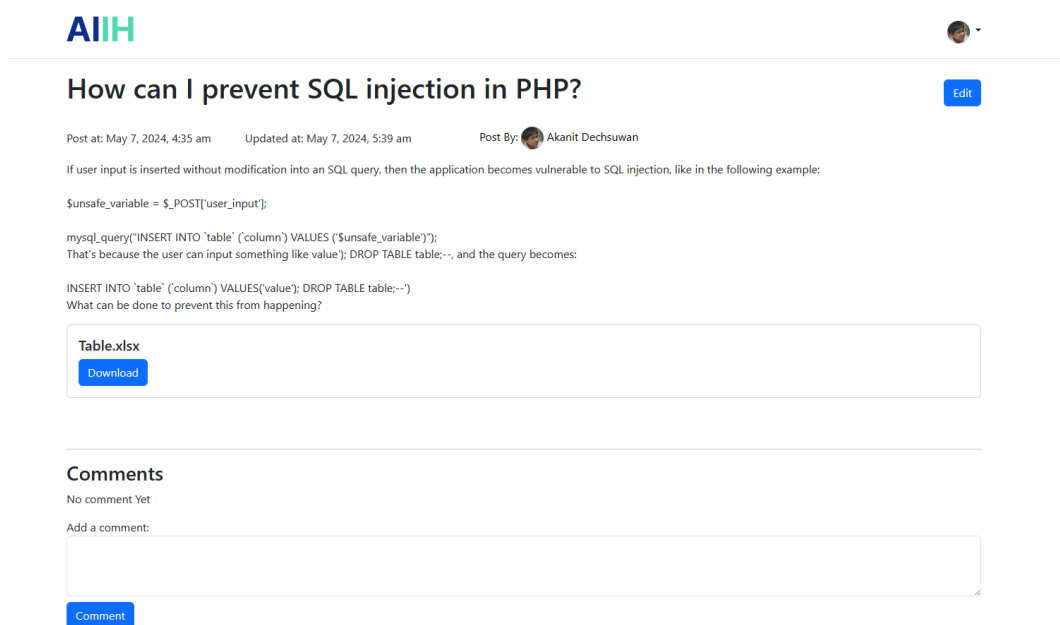 AIIH
How can I prevent SQL injection in PHP?
Edit
Post at: May 7, 2024, 4:35 am
Updated at: May 7, 2024, 5:39 am
Post By: Akanit Dechsuwan
If user input is inserted without modification into an SQL query, then the application becomes vulnerable to SQL injection, like in the following example:
$unsafe_variable = $_POST['user_input'];
mysql_query("INSERT INTO `table` (`column`) VALUES ('$unsafe_variable')");
That's because the user can input something like value'); DROP TABLE table;--, and the query becomes:
INSERT INTO `table` (`column`) VALUES('value'); DROP TABLE table;--')
What can be done to prevent this from happening?
Table.xlsx
Download
Comments
No comment Yet
Add a comment:
Comment